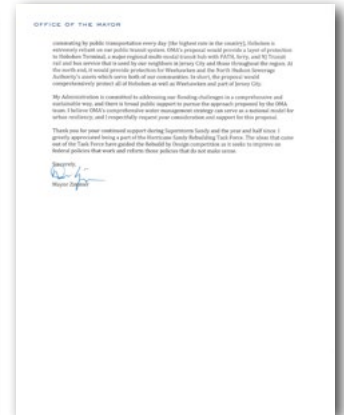 OFFICE OF THE MAYOR
commuting by public transportation every day (the highest rate in the country), Hoboken is
extremely reliant on our public transit system. OMA's proposal would provide a layer of protection
to Hoboken Terminal, a major regional multi-modal transit hub with PATH, ferry, and NJ Transit
rail and bus service that is used by our neighbors in Jersey City and those throughout the region. At
the north end, it would provide protection for Weehawken and the North Hudson Sewerage
Authority's assets which serve both of our communities. In short, the proposal would
comprehensively protect all of Hoboken as well as Weehawken and part of Jersey City.
My Administration is committed to addressing our flooding challenges in a comprehensive and
sustainable way, and there is broad public support to pursue the approach proposed by the OMA
team. I believe OMA's comprehensive water management strategy can serve as a national model for
urban resiliency, and I respectfully request your consideration and support for this proposal.
Thank you for your continued support during Superstorm Sandy and the year and half since. I
greatly appreciated being a part of the Hurricane Sandy Rebuilding Task Force. The ideas that came
out of the Task Force have guided the Rebuild by Design competition as it seeks to improve on
federal policies that work and reform those policies that do not make sense.
Sincerely,
Mayor Zimmer